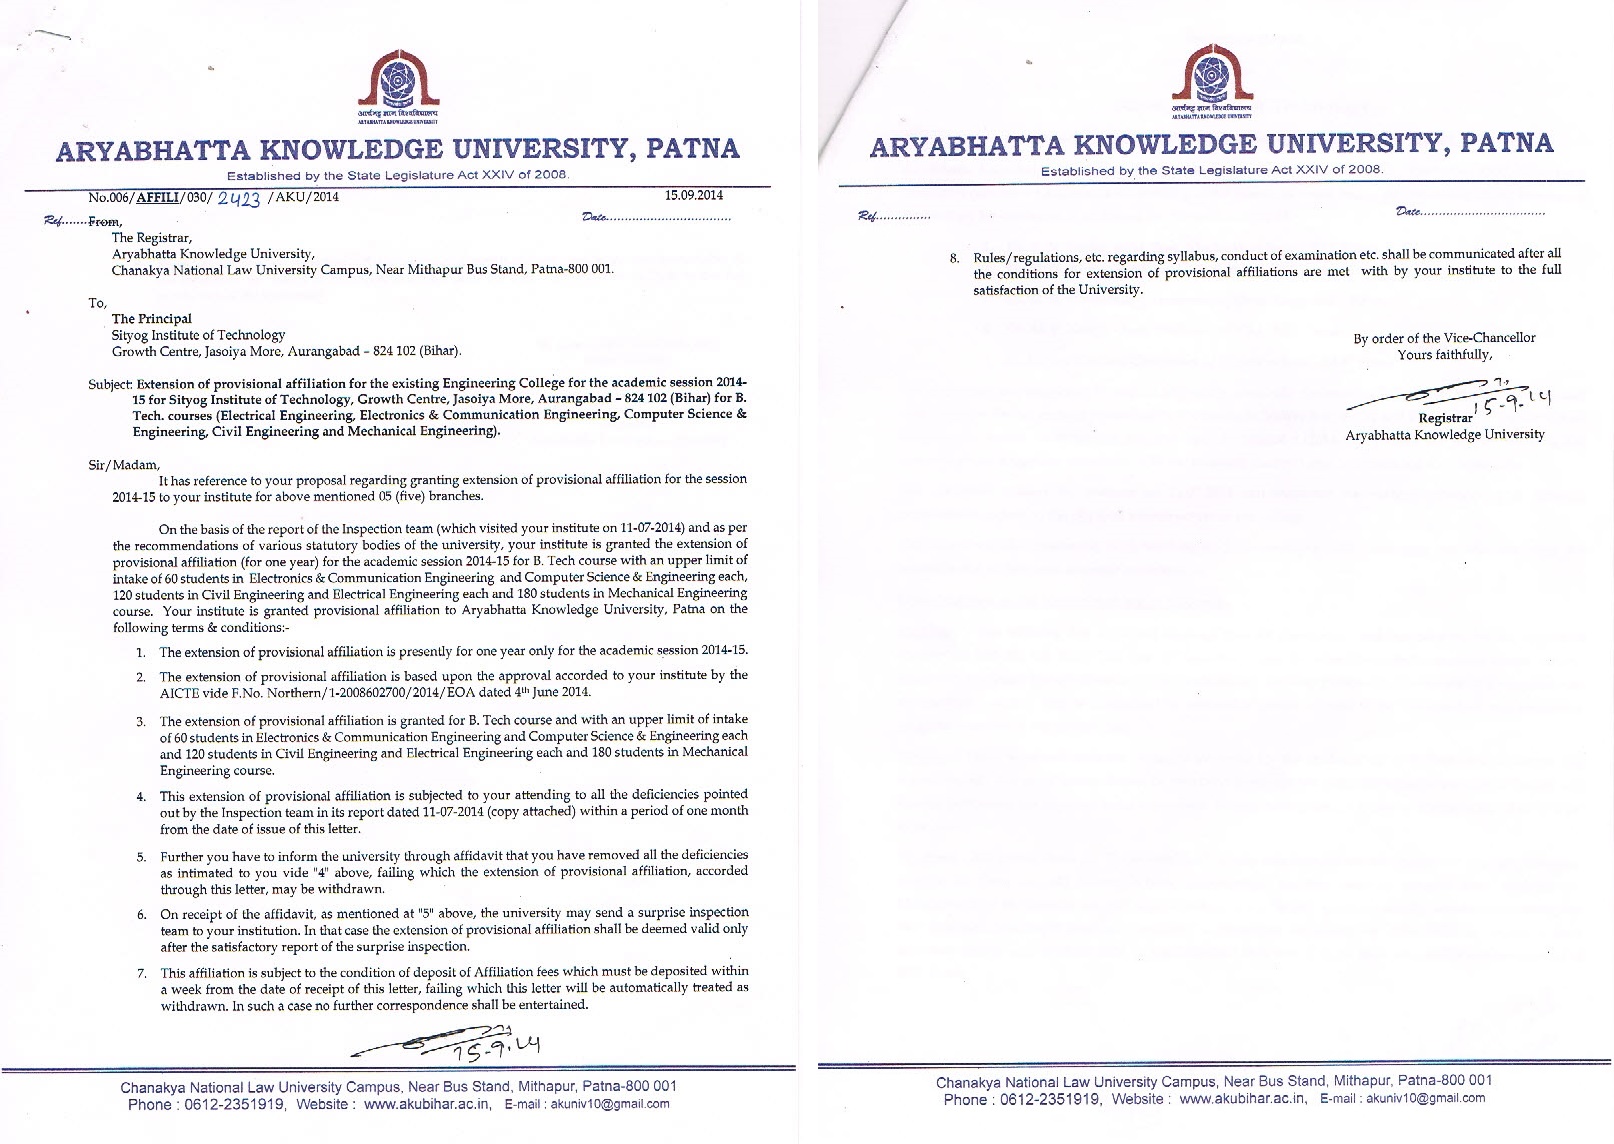 आर्यभट्ट ज्ञान विश्वविद्यालय
ARYABHATTA KNOWLEDGE UNIVERSITY
ARYABHATTA KNOWLEDGE UNIVERSITY, PATNA
Established by the State Legislature Act XXIV of 2008.
No.006/AFFILI/030/ 2423 /AKU/2014 15.09.2014
Ref.......From, Date..................................
The Registrar,
Aryabhatta Knowledge University,
Chanakya National Law University Campus, Near Mithapur Bus Stand, Patna-800 001.
To,
The Principal
Sityog Institute of Technology
Growth Centre, Jasoiya More, Aurangabad – 824 102 (Bihar).
Subject: Extension of provisional affiliation for the existing Engineering College for the academic session 2014-
15 for Sityog Institute of Technology, Growth Centre, Jasoiya More, Aurangabad – 824 102 (Bihar) for B.
Tech. courses (Electrical Engineering, Electronics & Communication Engineering, Computer Science &
Engineering, Civil Engineering and Mechanical Engineering).
Sir/Madam,
It has reference to your proposal regarding granting extension of provisional affiliation for the session
2014-15 to your institute for above mentioned 05 (five) branches.
On the basis of the report of the Inspection team (which visited your institute on 11-07-2014) and as per
the recommendations of various statutory bodies of the university, your institute is granted the extension of
provisional affiliation (for one year) for the academic session 2014-15 for B. Tech course with an upper limit of
intake of 60 students in Electronics & Communication Engineering and Computer Science & Engineering each,
120 students in Civil Engineering and Electrical Engineering each and 180 students in Mechanical Engineering
course. Your institute is granted provisional affiliation to Aryabhatta Knowledge University, Patna on the
following terms & conditions:-
1. The extension of provisional affiliation is presently for one year only for the academic session 2014-15.
2. The extension of provisional affiliation is based upon the approval accorded to your institute by the
AICTE vide F.No. Northern/1-2008602700/2014/EOA dated 4th June 2014.
3. The extension of provisional affiliation is granted for B. Tech course and with an upper limit of intake
of 60 students in Electronics & Communication Engineering and Computer Science & Engineering each
and 120 students in Civil Engineering and Electrical Engineering each and 180 students in Mechanical
Engineering course.
4. This extension of provisional affiliation is subjected to your attending to all the deficiencies pointed
out by the Inspection team in its report dated 11-07-2014 (copy attached) within a period of one month
from the date of issue of this letter.
5. Further you have to inform the university through affidavit that you have removed all the deficiencies
as intimated to you vide "4" above, failing which the extension of provisional affiliation, accorded
through this letter, may be withdrawn.
6. On receipt of the affidavit, as mentioned at "5" above, the university may send a surprise inspection
team to your institution. In that case the extension of provisional affiliation shall be deemed valid only
after the satisfactory report of the surprise inspection.
7. This affiliation is subject to the condition of deposit of Affiliation fees which must be deposited within
a week from the date of receipt of this letter, failing which this letter will be automatically treated as
withdrawn. In such a case no further correspondence shall be entertained.
15-9-14
Chanakya National Law University Campus, Near Bus Stand, Mithapur, Patna-800 001
Phone : 0612-2351919, Website : www.akubihar.ac.in, E-mail : akuniv10@gmail.com
आर्यभट्ट ज्ञान विश्वविद्यालय
ARYABHATTA KNOWLEDGE UNIVERSITY
ARYABHATTA KNOWLEDGE UNIVERSITY, PATNA
Established by the State Legislature Act XXIV of 2008.
Ref............... Date..................................
8. Rules/regulations, etc. regarding syllabus, conduct of examination etc. shall be communicated after all
the conditions for extension of provisional affiliations are met with by your institute to the full
satisfaction of the University.
By order of the Vice-Chancellor
Yours faithfully,
15-9-14
Registrar
Aryabhatta Knowledge University
Chanakya National Law University Campus, Near Bus Stand, Mithapur, Patna-800 001
Phone : 0612-2351919, Website : www.akubihar.ac.in, E-mail : akuniv10@gmail.com